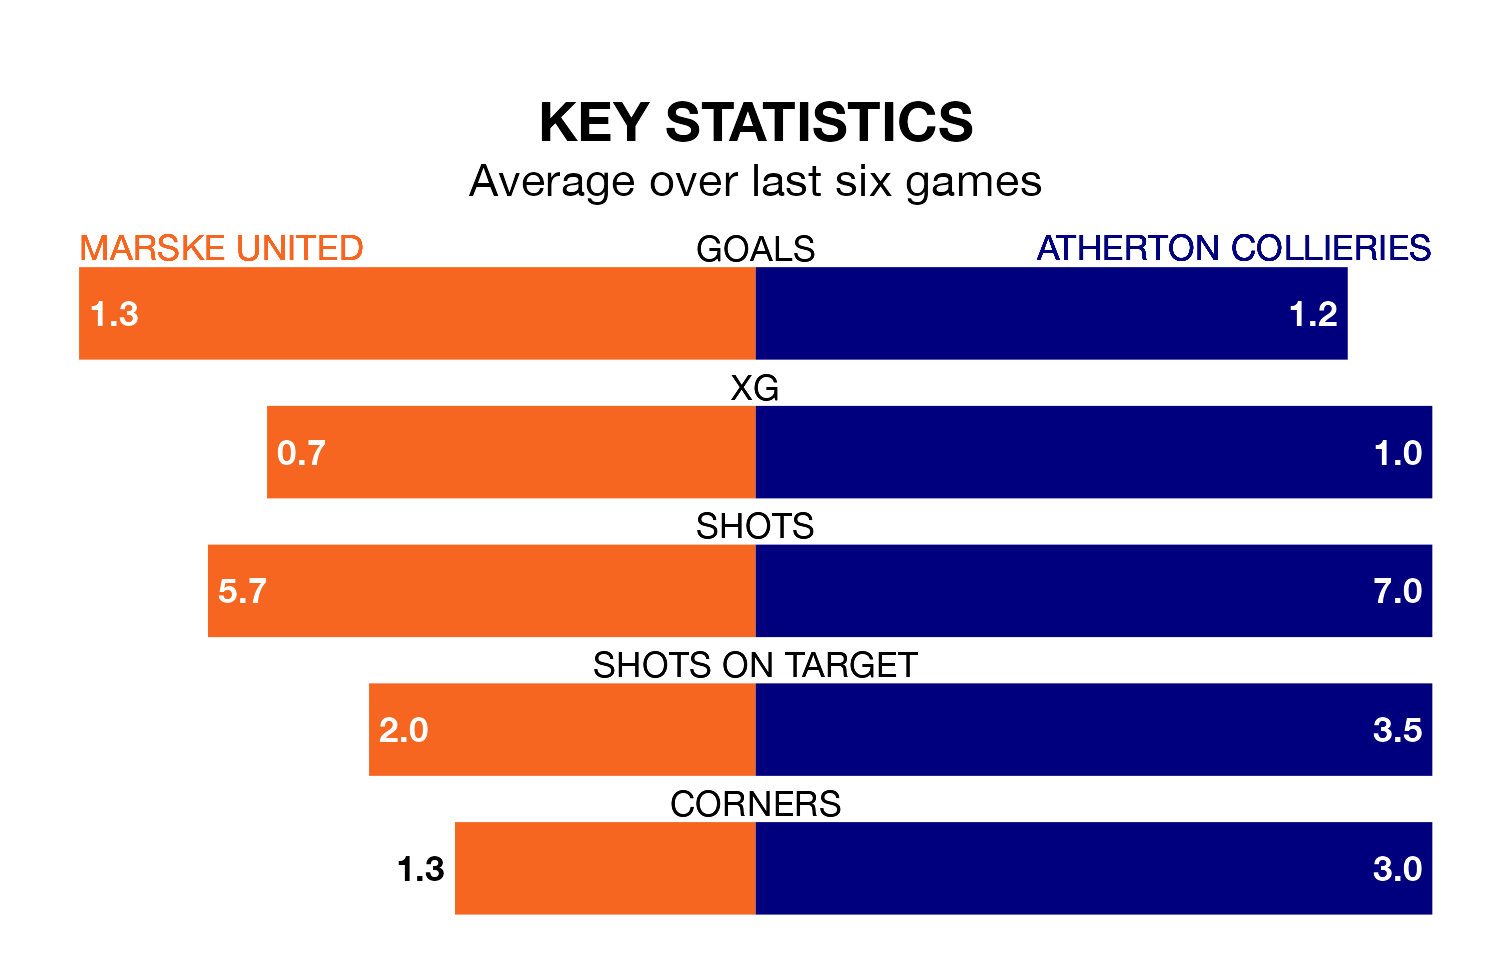 KEY STATISTICS
Average over last six games
MARSKE UNITED GOALS ATHERTON COLLIERIES
1.3 1.2
XG
0.7 1.0
SHOTS
5.7 7.0
SHOTS ON TARGET
2.0 3.5
CORNERS
1.3 3.0